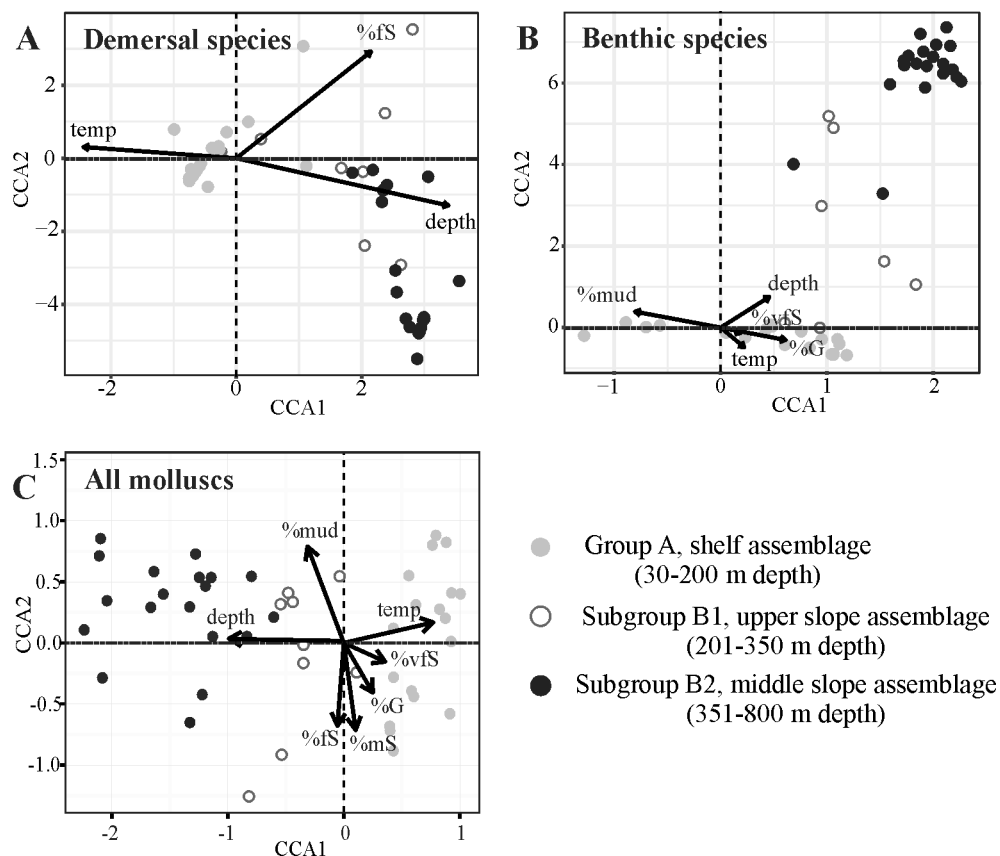 A
Demersal species
%fS
temp
depth
CCA2
2
0
−2
−4
-2
0
2
CCA1
B
Benthic species
%mud
depth
%vfS
%G
temp
CCA2
6
4
2
0
−1
0
1
2
CCA1
C
All molluscs
%mud
depth
temp
%vfS
%G
%fS
%mS
CCA2
1.5
1.0
0.5
0.0
-0.5
-1.0
-2
-1
0
1
CCA1
Group A, shelf assemblage
(30-200 m depth)
Subgroup B1, upper slope assemblage
(201-350 m depth)
Subgroup B2, middle slope assemblage
(351-800 m depth)